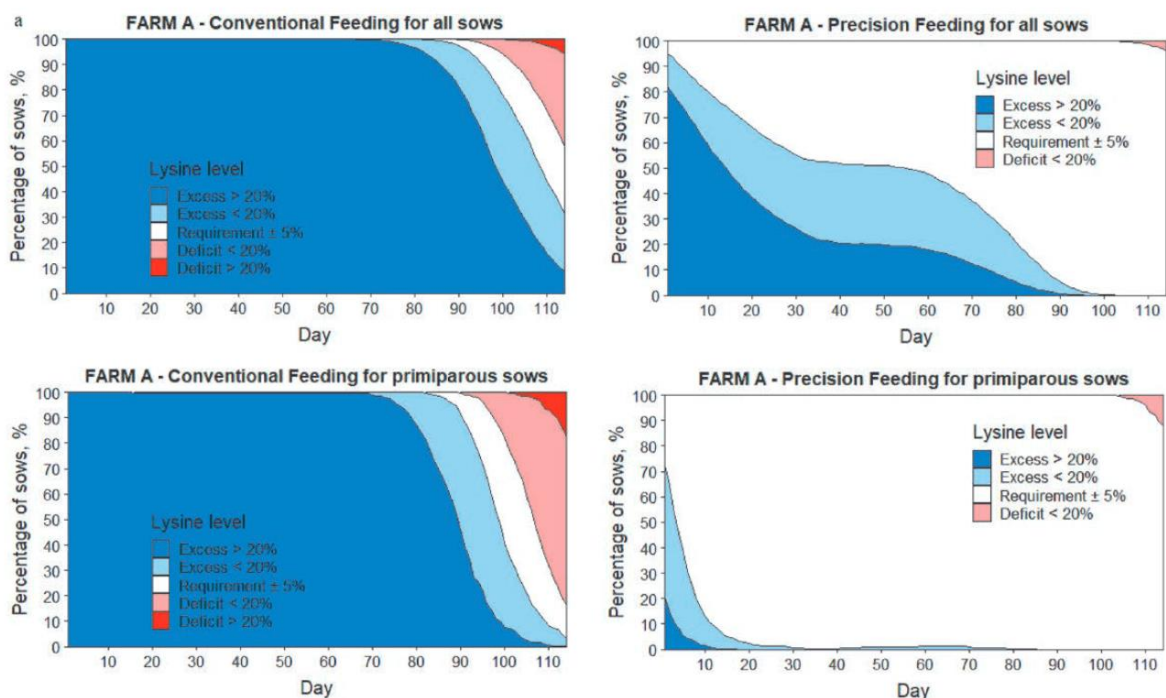 a
FARM A - Conventional Feeding for all sows
Percentage of sows, %
100
90
80
70
60
50
40
30
20
10
0
Lysine level
Excess > 20%
Excess < 20%
Requirement ± 5%
Deficit < 20%
Deficit > 20%
10 20 30 40 50 60 70 80 90 100 110
Day
FARM A - Precision Feeding for all sows
Percentage of sows, %
100
90
80
70
60
50
40
30
20
10
0
Lysine level
Excess > 20%
Excess < 20%
Requirement ± 5%
Deficit < 20%
10 20 30 40 50 60 70 80 90 100 110
Day
FARM A - Conventional Feeding for primiparous sows
Percentage of sows, %
100
90
80
70
60
50
40
30
20
10
0
Lysine level
Excess > 20%
Excess < 20%
Requirement ± 5%
Deficit < 20%
Deficit > 20%
10 20 30 40 50 60 70 80 90 100 110
Day
FARM A - Precision Feeding for primiparous sows
Percentage of sows, %
100
90
80
70
60
50
40
30
20
10
0
Lysine level
Excess > 20%
Excess < 20%
Requirement ± 5%
Deficit < 20%
10 20 30 40 50 60 70 80 90 100 110
Day